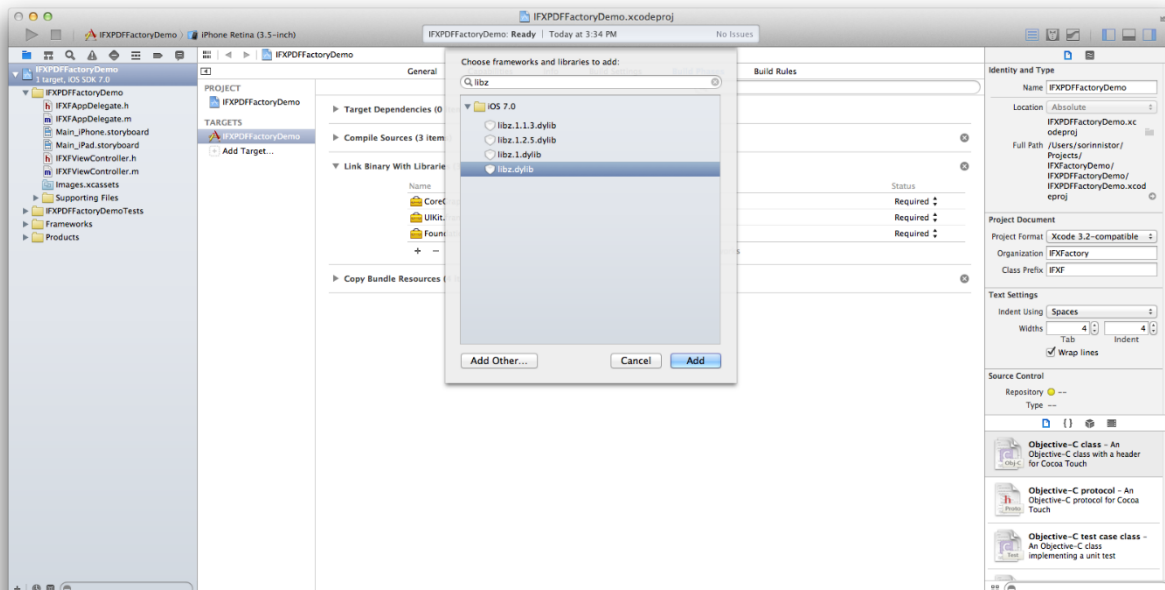 IFXPDFFactoryDemo.xcodeproj
IFXPDFFactoryDemo
iPhone Retina (3.5-inch)
IFXPDFFactoryDemo: Ready | Today at 3:34 PM
No Issues
IFXPDFFactoryDemo
1 target, iOS SDK 7.0
IFXPDFFactoryDemo
IFXFAppDelegate.h
IFXFAppDelegate.m
Main_iPhone.storyboard
Main_iPad.storyboard
IFXFViewController.h
IFXFViewController.m
Images.xcassets
Supporting Files
IFXPDFFactoryDemoTests
Frameworks
Products
IFXPDFFactoryDemo
General
Build Rules
PROJECT
IFXPDFFactoryDemo
TARGETS
IFXPDFFactoryDemo
Add Target...
Target Dependencies (0
Compile Sources (3 item
Link Binary With Librarie
Name
Status
CoreG
Required
UIKit.
Required
Found
Required
+ −
Copy Bundle Resources (
Choose frameworks and libraries to add:
libz
iOS 7.0
libz.1.1.3.dylib
libz.1.2.5.dylib
libz.1.dylib
libz.dylib
Add Other...
Cancel
Add
Identity and Type
Name IFXPDFFactoryDemo
Location Absolute
IFXPDFFactoryDemo.xc
odeproj
Full Path /Users/sorinnistor/
Projects/
IFXFactoryDemo/
IFXPDFFactoryDemo/
IFXPDFFactoryDemo.xcod
eproj
Project Document
Project Format Xcode 3.2-compatible
Organization IFXFactory
Class Prefix IFXF
Text Settings
Indent Using Spaces
Widths 4 4
Tab Indent
Wrap lines
Source Control
Repository --
Type --
{ }
Objective-C class - An
Objective-C class with a header
for Cocoa Touch
Obj-C
Objective-C protocol - An
Objective-C protocol for Cocoa
Touch
h
Proto
Objective-C test case class -
An Objective-C class
implementing a unit test
Test